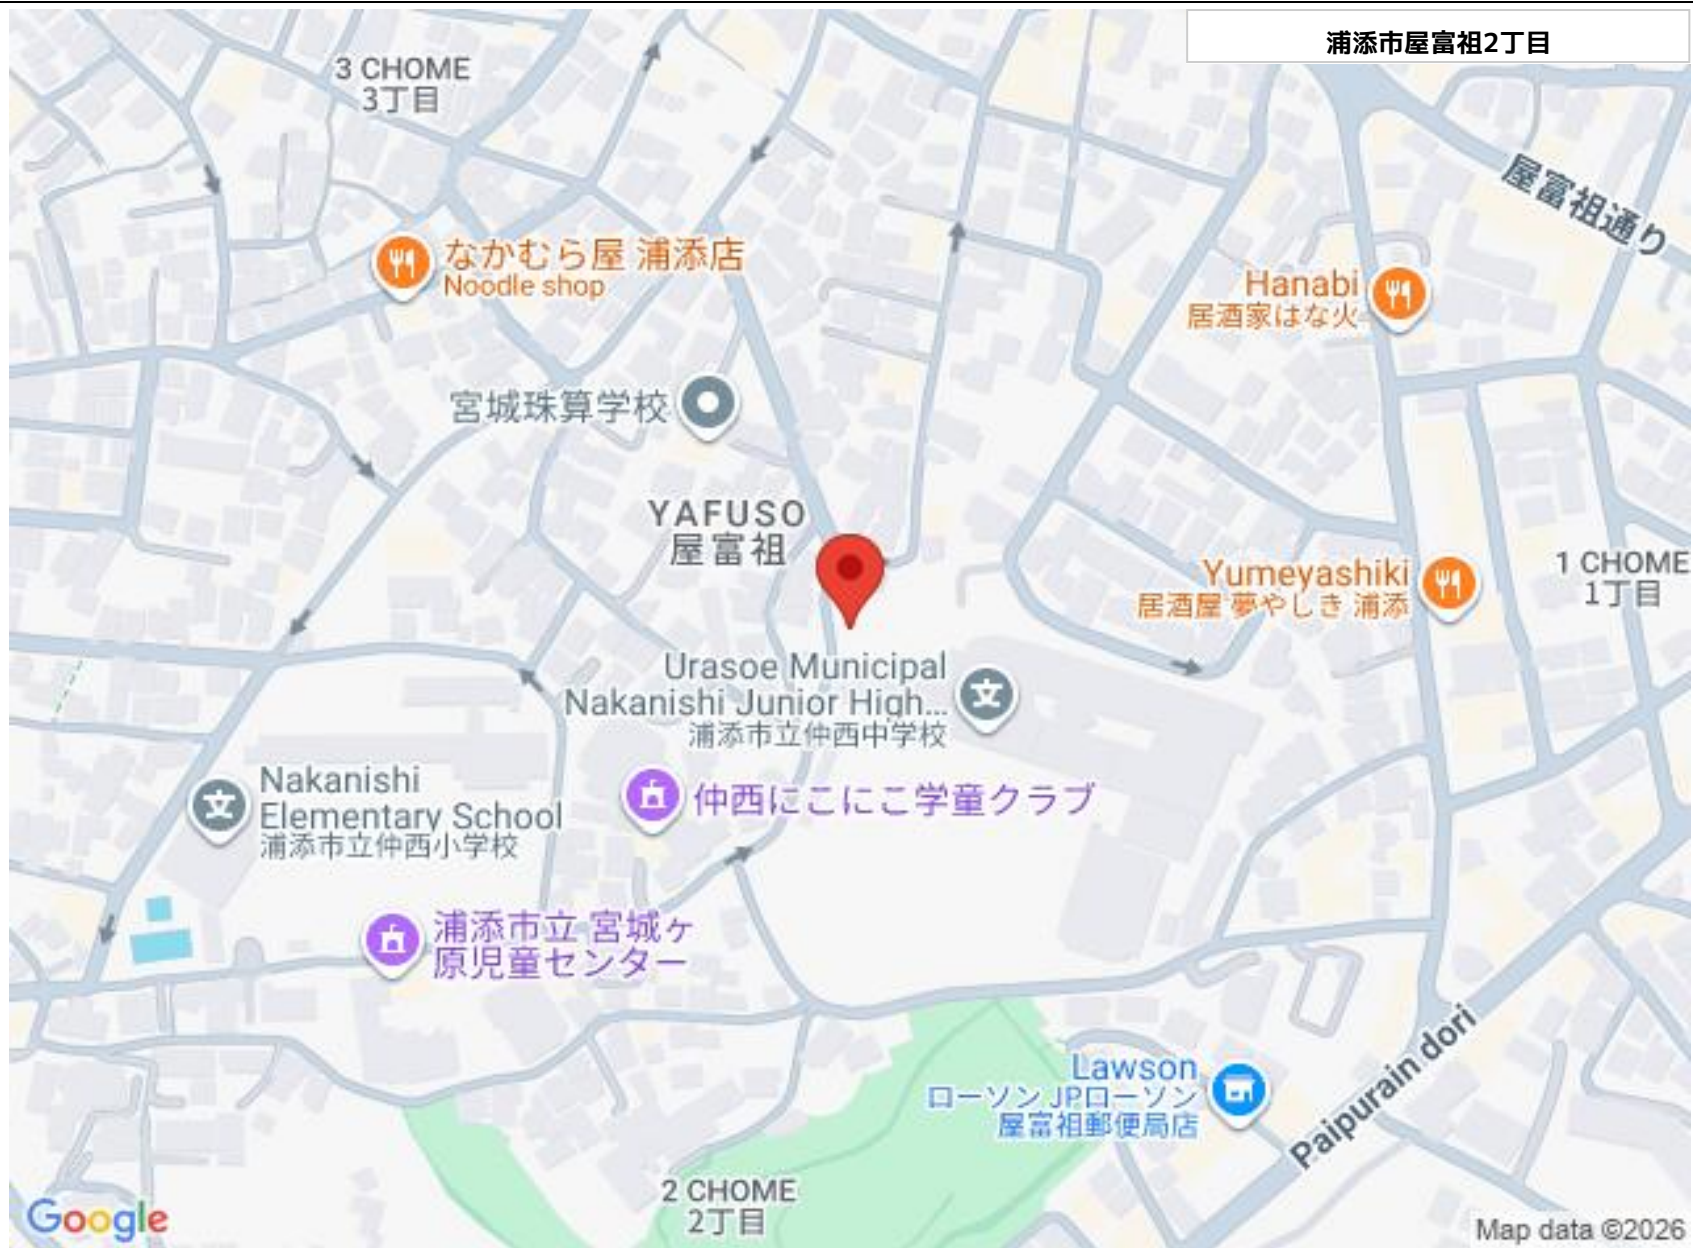 浦添市屋富祖2丁目
3 CHOME
3丁目
屋富祖通り
なかむら屋 浦添店
Noodle shop
Hanabi
居酒家はな火
宮城珠算学校
YAFUSO
屋富祖
Yumeyashiki
居酒屋 夢やしき 浦添
1 CHOME
1丁目
Urasoe Municipal
Nakanishi Junior High...
浦添市立仲西中学校
Nakanishi
Elementary School
浦添市立仲西小学校
仲西にこにこ学童クラブ
浦添市立 宮城ヶ
原児童センター
Lawson
ローソン JPローソン
屋富祖郵便局店
Paipurain dori
2 CHOME
2丁目
Google
Map data ©2026